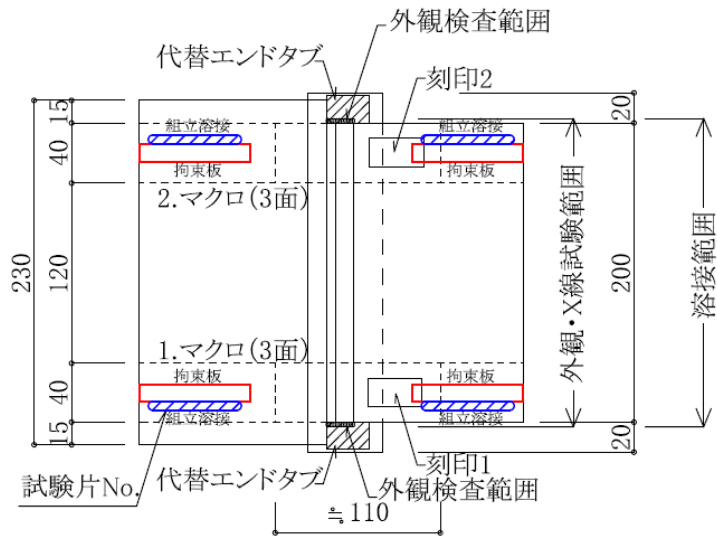 外観検査範囲
代替エンドタブ
刻印2
15
20
組立溶接
組立溶接
40
拘束板
拘束板
2.マクロ(3面)
230
120
外観・X線試験範囲
200
溶接範囲
1.マクロ(3面)
拘束板
拘束板
40
組立溶接
組立溶接
15
20
刻印1
試験片No.
代替エンドタブ
外観検査範囲
≒110